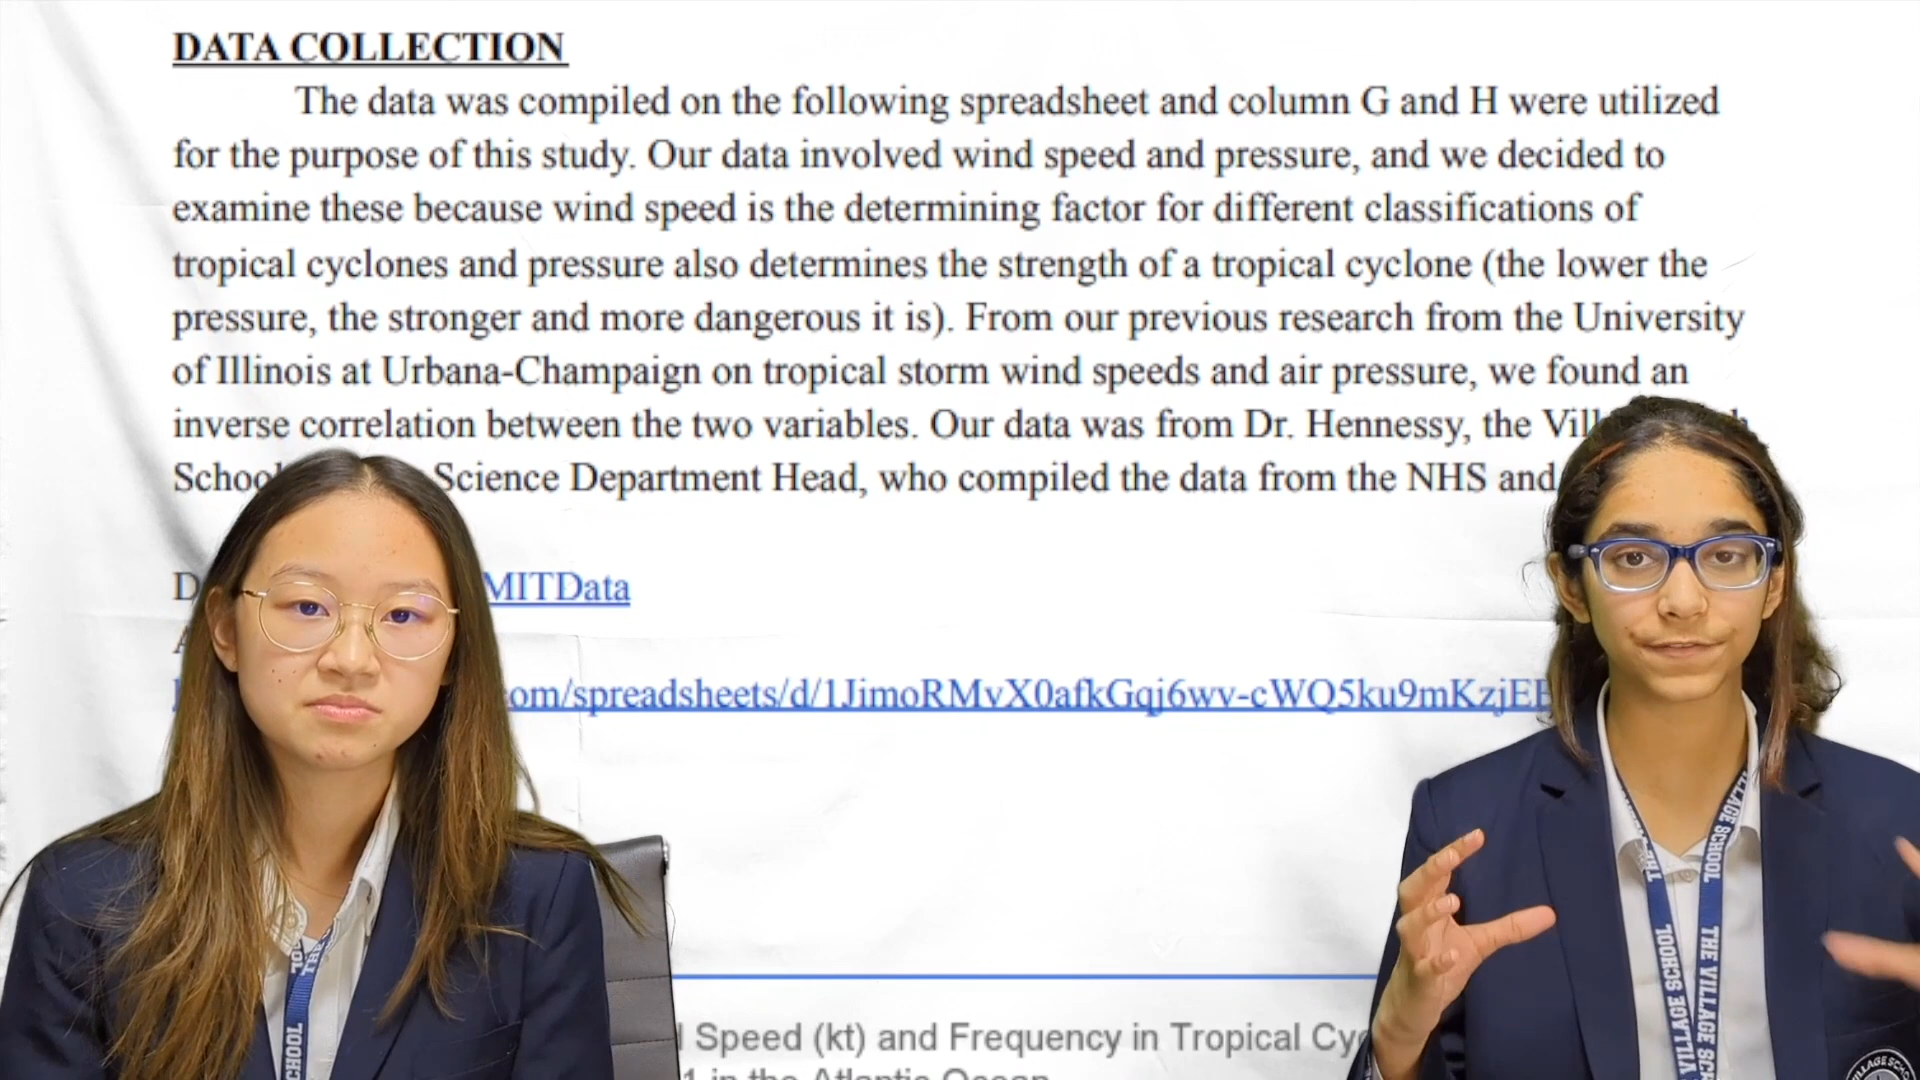 DATA COLLECTION
The data was compiled on the following spreadsheet and column G and H were utilized
for the purpose of this study. Our data involved wind speed and pressure, and we decided to
examine these because wind speed is the determining factor for different classifications of
tropical cyclones and pressure also determines the strength of a tropical cyclone (the lower the
pressure, the stronger and more dangerous it is). From our previous research from the University
of Illinois at Urbana-Champaign on tropical storm wind speeds and air pressure, we found an
inverse correlation between the two variables. Our data was from Dr. Hennessy, the
Science Department Head, who compiled the data from the NHS and
MITData
om/spreadsheets/d/1JimoRMvX0afkGqj6wv-cWQ5ku9mKzjEE
Speed (kt) and Frequency in Tropical
1 in the Atlantic Ocean
VILLAGE SCHOOL
THE VILLAGE
VILLAGE SCHOOL